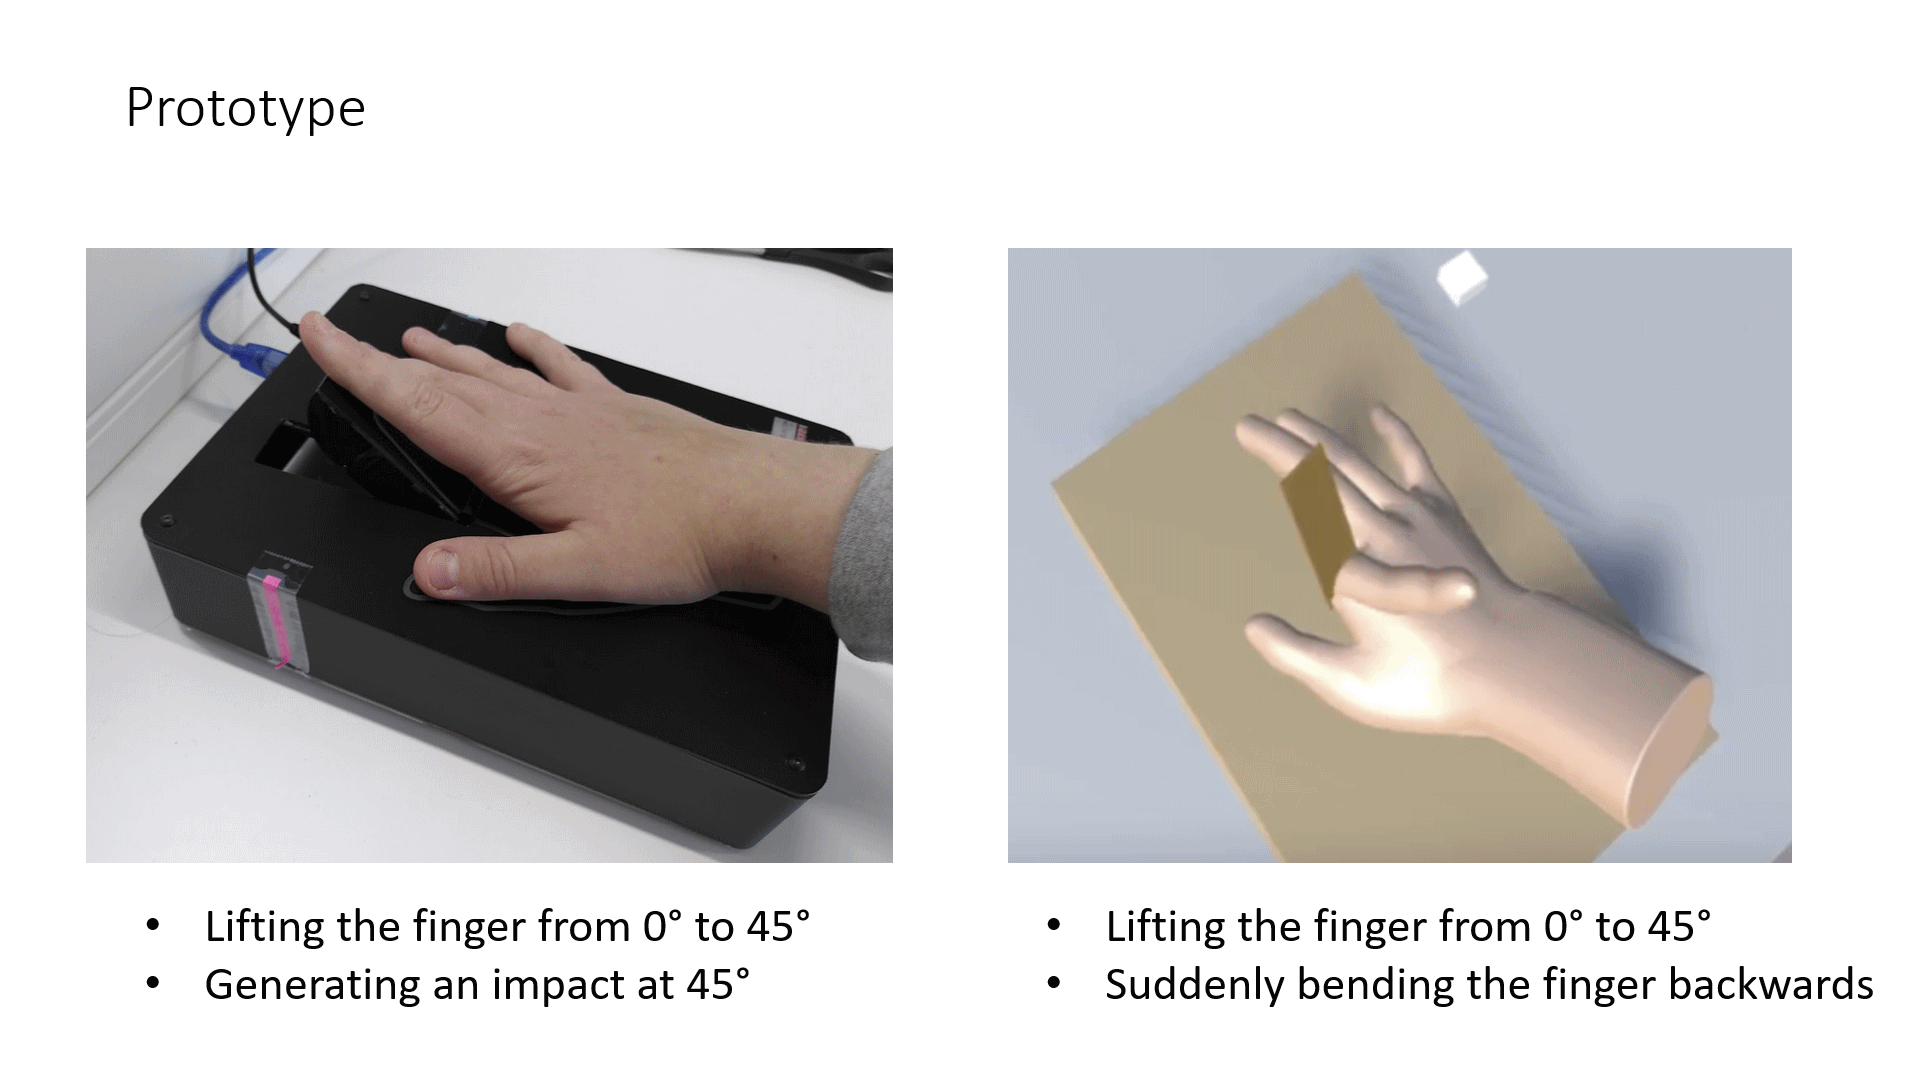 Prototype
• Lifting the finger from 0° to 45°
• Generating an impact at 45°
• Lifting the finger from 0° to 45°
• Suddenly bending the finger backwards